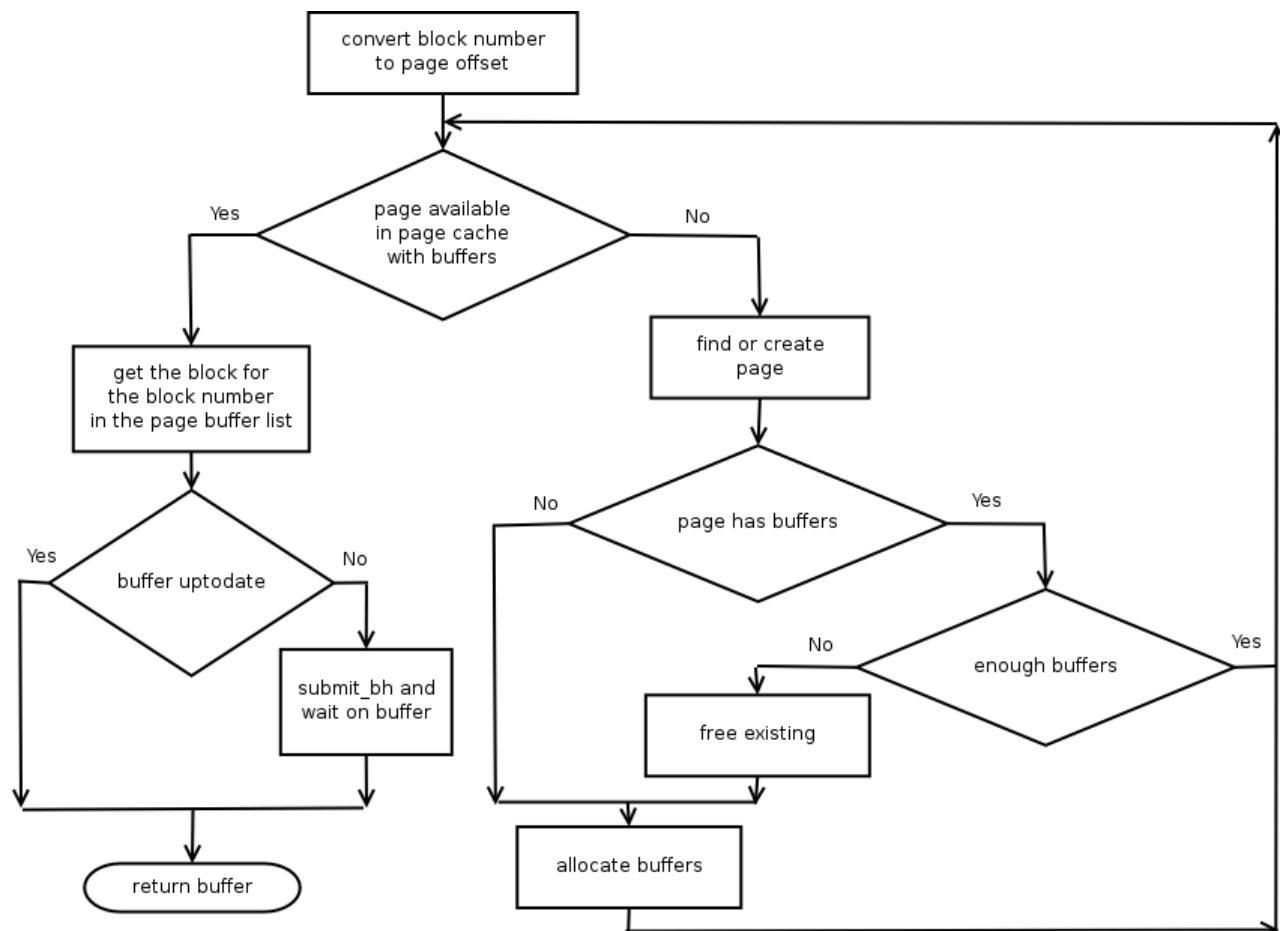 convert block number
to page offset
Yes
page available
in page cache
with buffers
No
get the block for
the block number
in the page buffer list
find or create
page
Yes
buffer uptodate
No
submit_bh and
wait on buffer
return buffer
No
page has buffers
Yes
No
enough buffers
Yes
free existing
allocate buffers